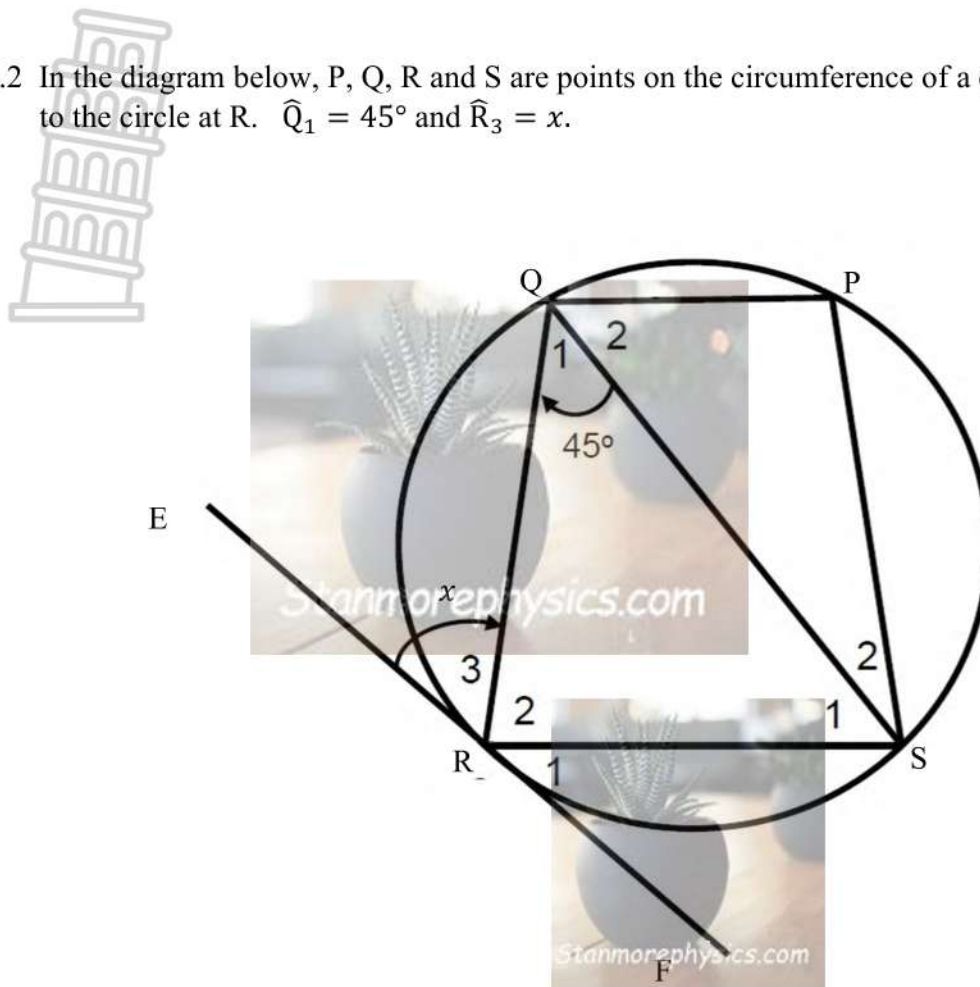 .2 In the diagram below, P, Q, R and S are points on the circumference of a
to the circle at R. Q̂₁ = 45° and R̂₃ = x.
Q
P
1
2
45°
E
x
Stanmorephysics.com
3
2
2
1
R
S
1
Stanmorephysics.com
F